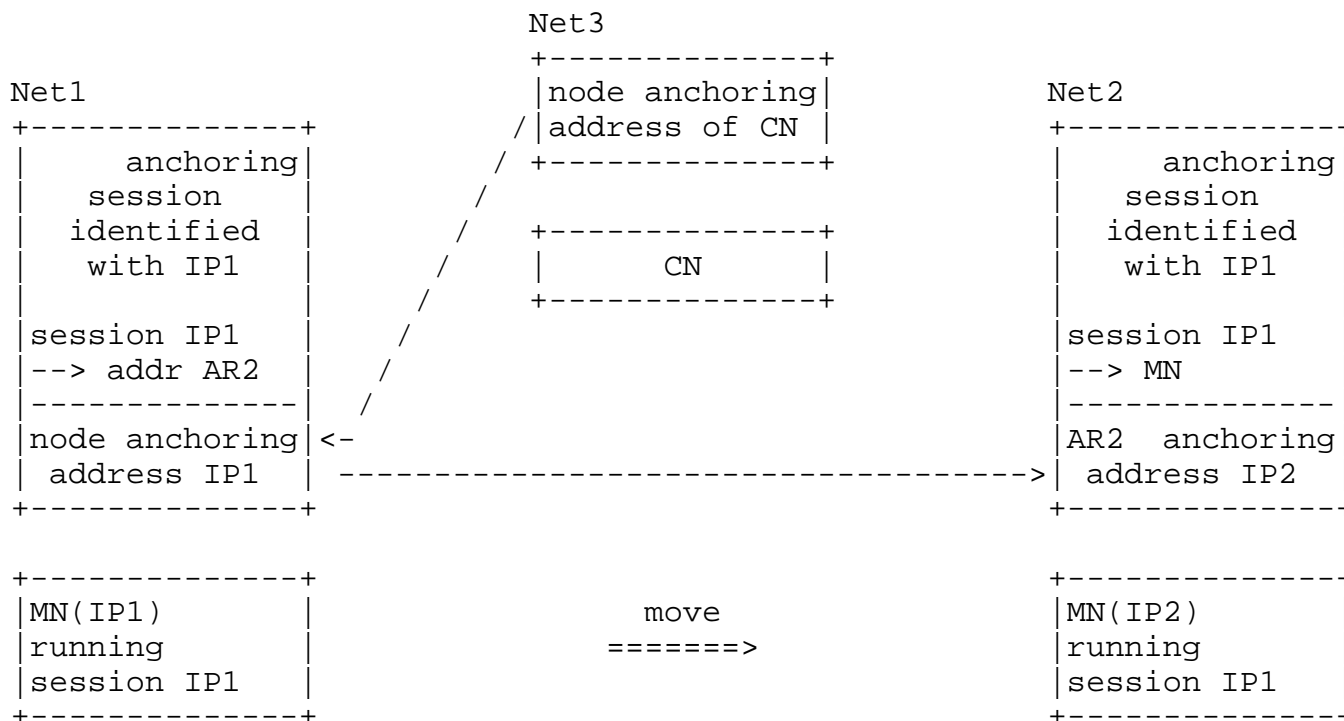 Net3
Net1
node anchoring
address of CN
Net2
anchoring
session
identified
with IP1
session IP1
--> addr AR2
node anchoring
address IP1
CN
anchoring
session
identified
with IP1
session IP1
--> MN
AR2 anchoring
address IP2
MN(IP1)
running
session IP1
move
=======>
MN(IP2)
running
session IP1